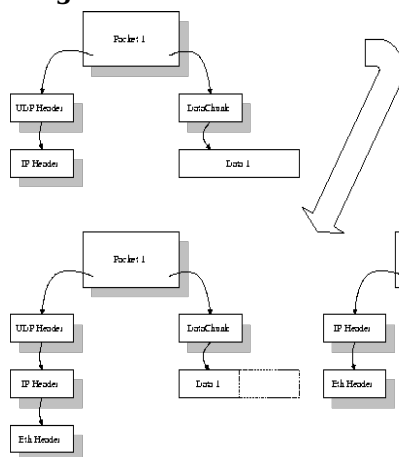 Packet 1
UDP Header
DataChunk
IP Header
Data 1
Packet 1
UDP Header
DataChunk
IP Header
IP Header
Data 1
Eth Header
Eth Header